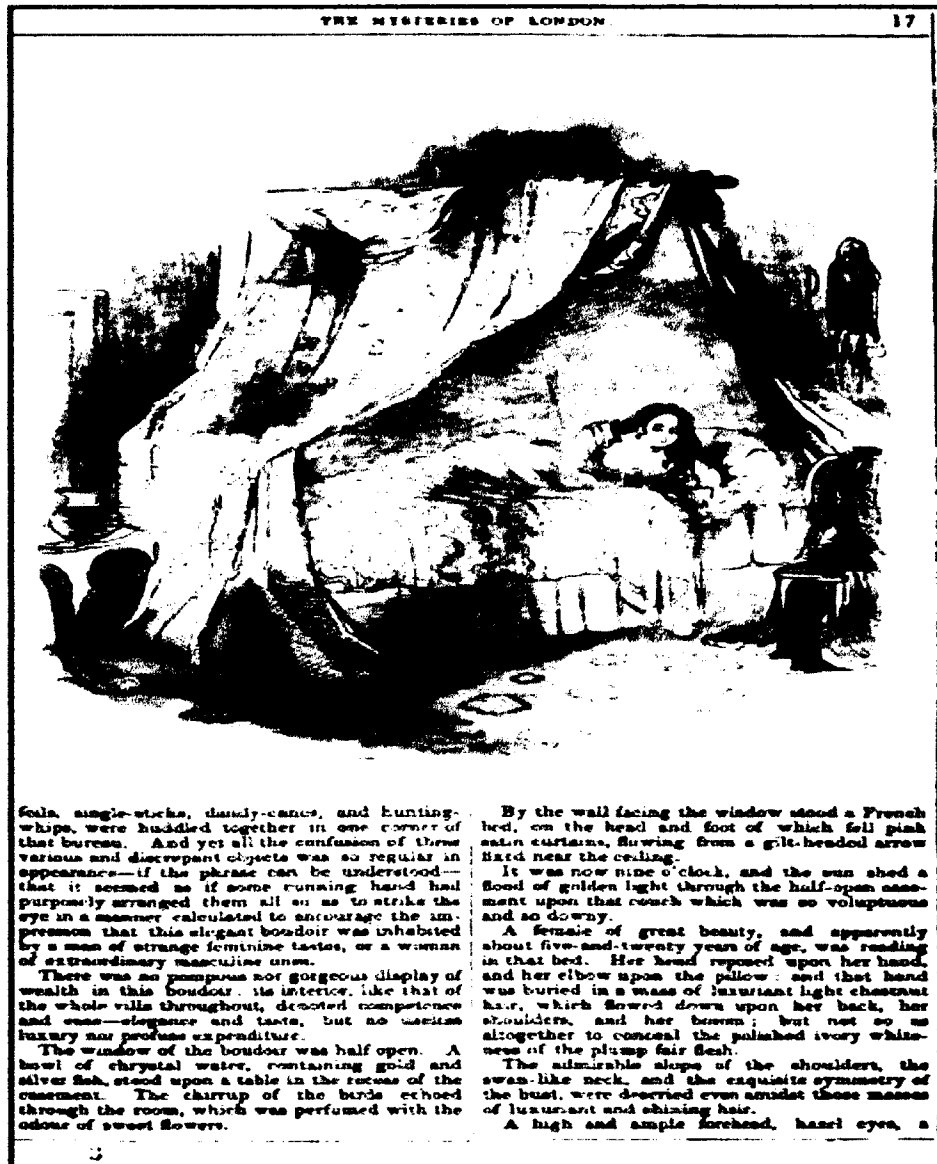 THE MYSTERIES OF LONDON.
17
foils, single-sticks, dandy-canes, and hunting-
whips, were huddled together in one corner of
that bureau. And yet all the confusion of these
various and discrepant objects was so regular in
appearance—if the phrase can be understood—
that it seemed as if some cunning hand had
purposely arranged them all so as to strike the
eye in a manner calculated to encourage the im-
pression that this elegant boudoir was inhabited
by a man of strange feminine tastes, or a woman
of extraordinary masculine ones.
There was no pompous nor gorgeous display of
wealth in this boudoir: its interior, like that of
the whole villa throughout, denoted competence
and ease—elegance and taste, but no useless
luxury nor profuse expenditure.
The window of the boudoir was half open. A
bowl of chrystal water, containing gold and
silver fish, stood upon a table in the recess of the
casement. The chirrup of the birds echoed
through the room, which was perfumed with the
odour of sweet flowers.
By the wall facing the window stood a French
bed, on the head and foot of which fell pink
satin curtains, flowing from a gilt-headed arrow
fixed near the ceiling.
It was now nine o'clock, and the sun shed a
flood of golden light through the half-open case-
ment upon that couch which was so voluptuous
and so downy.
A female of great beauty, and apparently
about five-and-twenty years of age, was reading
in that bed. Her head reposed upon her hand,
and her elbow upon the pillow: and that hand
was buried in a mass of luxuriant light chestnut
hair, which flowed down upon her back, her
shoulders, and her bosom; but not so as
altogether to conceal the polished ivory white-
ness of the plump fair flesh.
The admirable slope of the shoulders, the
swan-like neck, and the exquisite symmetry of
the bust, were descried even amidst those masses
of luxuriant and shining hair.
A high and ample forehead, hazel eyes, a
3